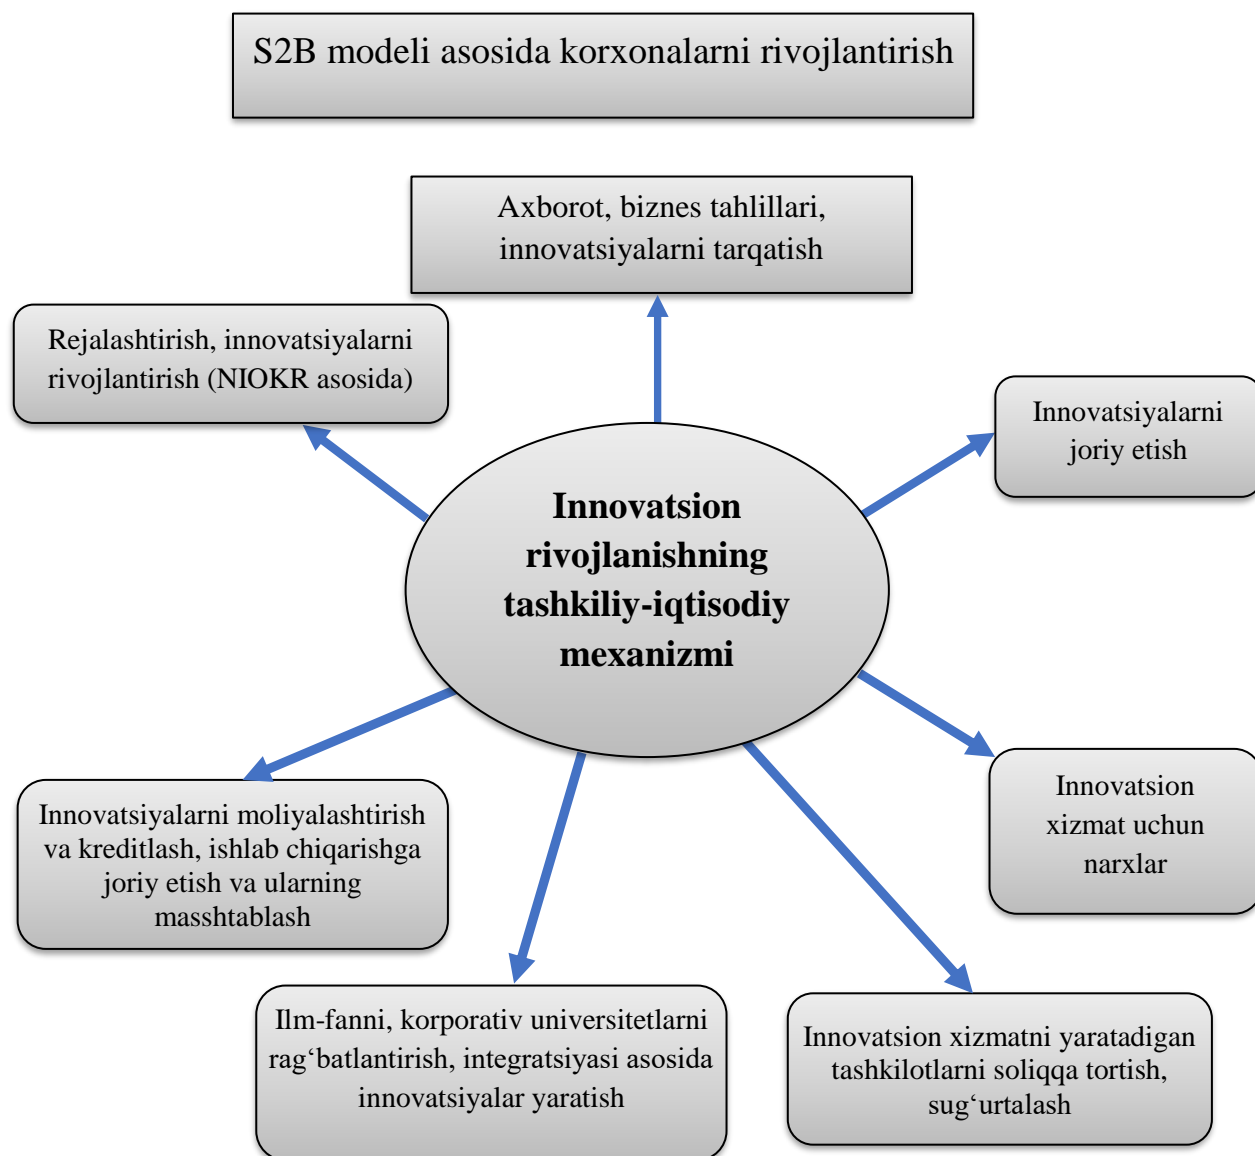 S2B modeli asosida korxonalarni rivojlantirish
Axborot, biznes tahlillari,
innovatsiyalarni tarqatish
Rejalashtirish, innovatsiyalarni
rivojlantirish (NIOKR asosida)
Innovatsiyalarni
joriy etish
Innovatsion
rivojlanishning
tashkiliy-iqtisodiy
mexanizmi
Innovatsiyalarni moliyalashtirish
va kreditlash, ishlab chiqarishga
joriy etish va ularning
masshtablash
Innovatsion
xizmat uchun
narxlar
Ilm-fanni, korporativ universitetlarni
rag‘batlantirish, integratsiyasi asosida
innovatsiyalar yaratish
Innovatsion xizmatni yaratadigan
tashkilotlarni soliqqa tortish,
sug‘urtalash